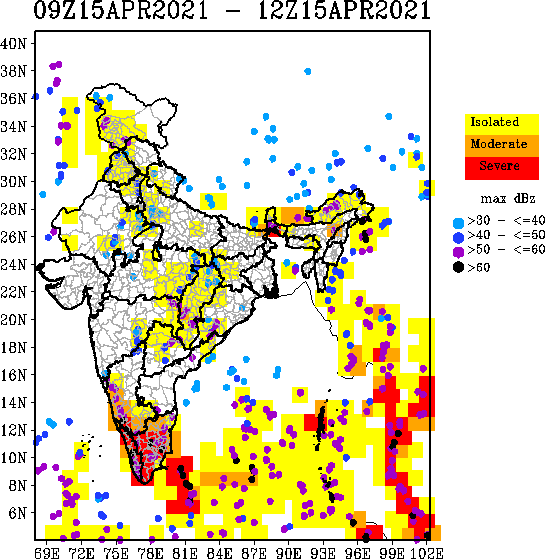 09Z15APR2021 - 12Z15APR2021
40N
38N
36N
34N
32N
30N
28N
26N
24N
22N
20N
18N
16N
14N
12N
10N
8N
6N
69E 72E 75E 78E 81E 84E 87E 90E 93E 96E 99E 102E
Isolated
Moderate
Severe
max dBz
>30 - <=40
>40 - <=50
>50 - <=60
>60